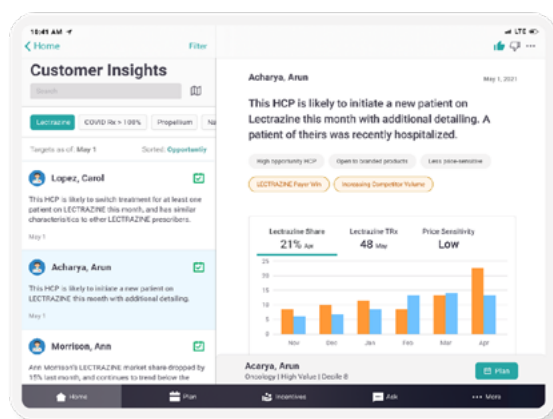 10:41 AM
LTE
Home
Filter
Customer Insights
Search
Lectrazine
COVID Rx > 100%
Propellium
Na
Targets as of: May 1
Sorted: Opportunity
Lopez, Carol
This HCP is likely to switch treatment for at least one
patient on LECTRAZINE this month, and has similar
characteristics to other LECTRAZINE prescribers.
May 1
Acharya, Arun
This HCP is likely to initiate a new patient on
LECTRAZINE this month with additional detailing.
May 1
Morrison, Ann
Ann Morrison's LECTRAZINE market share dropped by
15% last month, and continues to trend below the
Acharya, Arun
May 1, 2021
This HCP is likely to initiate a new patient on
Lectrazine this month with additional detailing. A
patient of theirs was recently hospitalized.
High opportunity HCP
Open to branded products
Less price-sensitive
LECTRAZINE Payer Win
Increasing Competitor Volume
Lectrazine Share
21% Apr
Lectrazine TRx
48 May
Price Sensitivity
Low
25
20
15
10
5
0
Nov
Dec
Jan
Feb
Mar
Apr
Acarya, Arun
Oncology | High Value | Decile 8
Plan
Home
Plan
Incentives
Ask
More